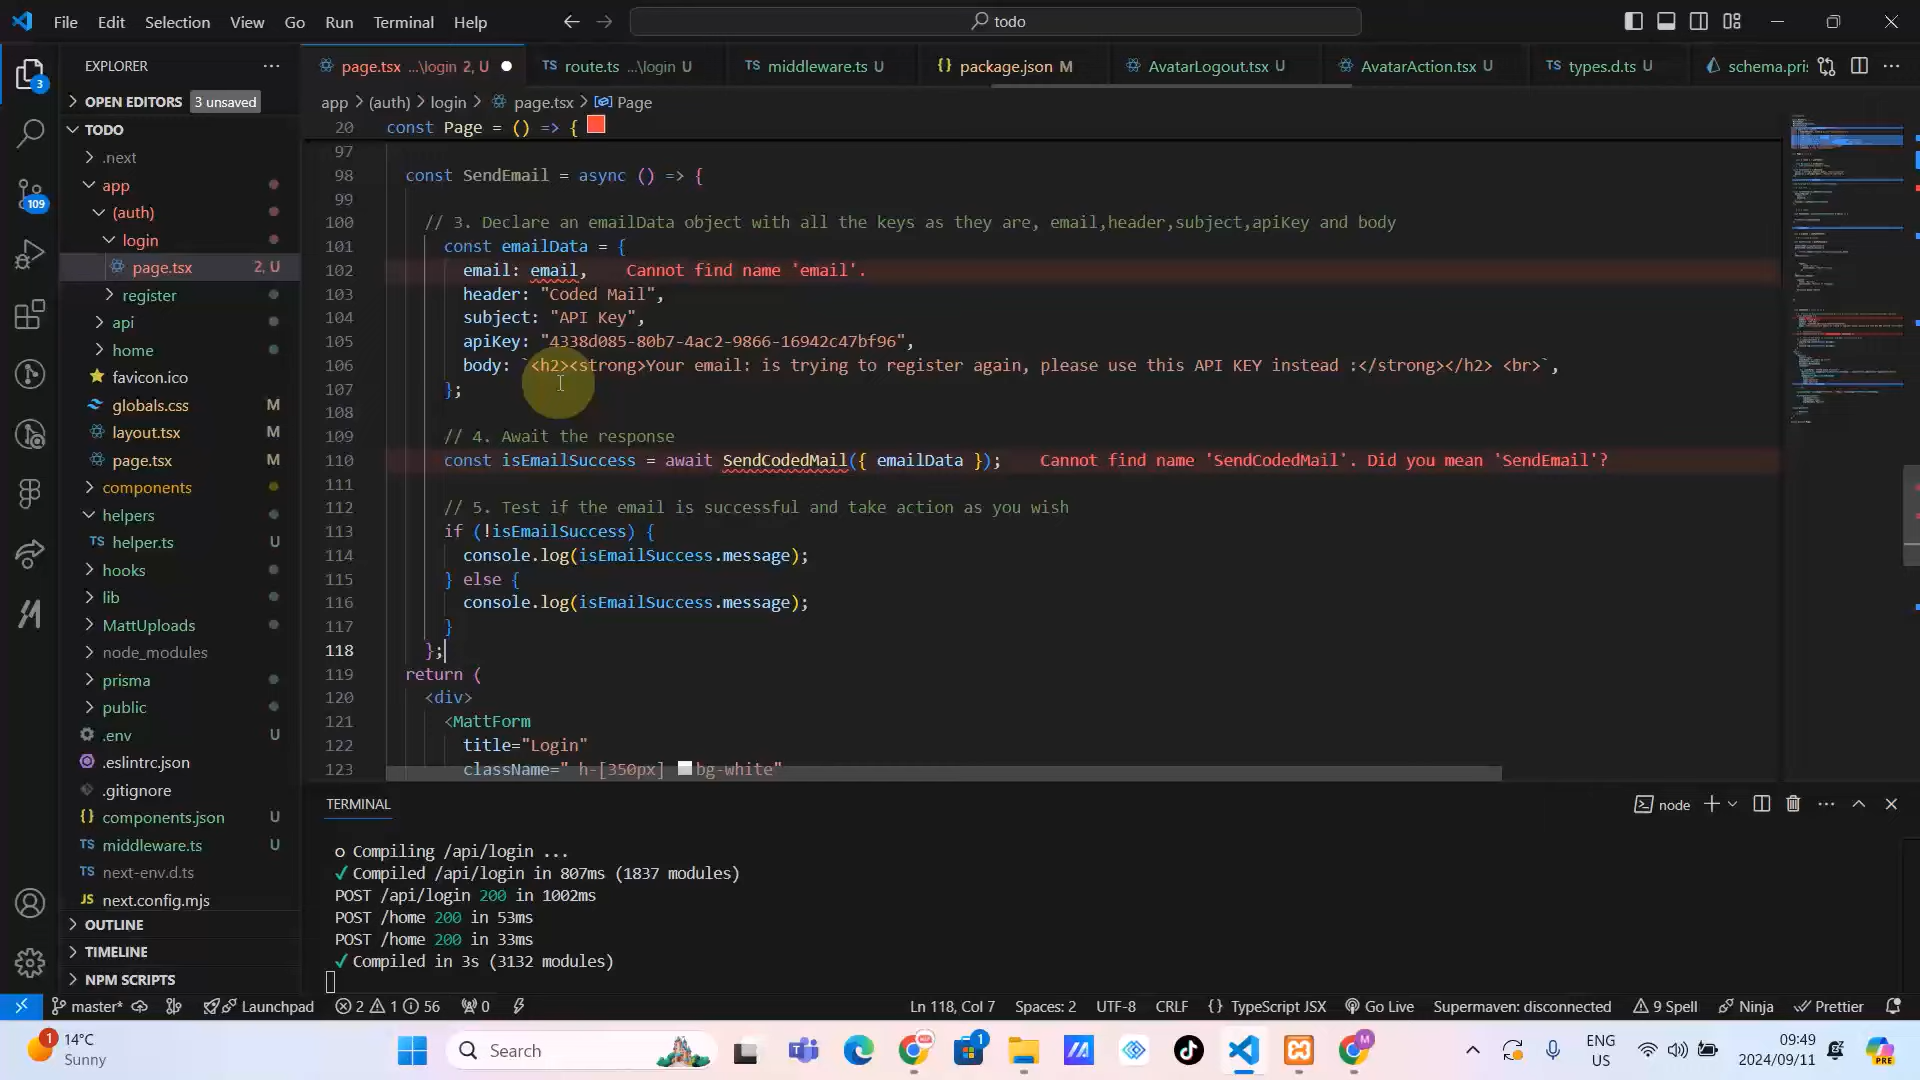 File Edit Selection View Go Run Terminal Help
todo
EXPLORER
3
page.tsx ...\login 2, U
route.ts ...\login U
middleware.ts U
package.json M
AvatarLogout.tsx U
AvatarAction.tsx U
types.d.ts U
schema.pri
OPEN EDITORS 3 unsaved
app > (auth) > login > page.tsx > Page
TODO
20 const Page = () => {
.next
97
app
98 const SendEmail = async () => {
(auth)
99
109
login
100 // 3. Declare an emailData object with all the keys as they are, email,header,subject,apiKey and body
page.tsx 2, U
101 const emailData = {
register
102 email: email, Cannot find name 'email'.
api
103 header: "Coded Mail",
home
104 subject: "API Key",
favicon.ico
105 apiKey: "4338d085-80b7-4ac2-9866-16942c47bf96",
globals.css M
106 body: `<h2><strong>Your email: is trying to register again, please use this API KEY instead :</strong></h2> <br>`,
layout.tsx M
107 };
page.tsx M
108
components
109 // 4. Await the response
helpers
110 const isEmailSuccess = await SendCodedMail({ emailData }); Cannot find name 'SendCodedMail'. Did you mean 'SendEmail'?
helper.ts U
111
hooks
112 // 5. Test if the email is successful and take action as you wish
lib
113 if (!isEmailSuccess) {
MattUploads
114 console.log(isEmailSuccess.message);
node_modules
115 } else {
prisma
116 console.log(isEmailSuccess.message);
public
117 }
.env U
118 };
.eslintrc.json
119 return (
.gitignore
120 <div>
components.json U
121 <MattForm
middleware.ts U
122 title="Login"
next-env.d.ts
123 className=" h-[350px] bg-white"
next.config.mjs
OUTLINE
TIMELINE
NPM SCRIPTS
TERMINAL
node
○ Compiling /api/login ...
✓ Compiled /api/login in 807ms (1837 modules)
POST /api/login 200 in 1002ms
POST /home 200 in 53ms
POST /home 200 in 33ms
✓ Compiled in 3s (3132 modules)
master* Launchpad 2 1 56 0
Ln 118, Col 7 Spaces: 2 UTF-8 CRLF {} TypeScript JSX Go Live Supermaven: disconnected 9 Spell Ninja Prettier
1
14°C
Sunny
Search
1
M
ENG
US
09:49
2024/09/11
PRE